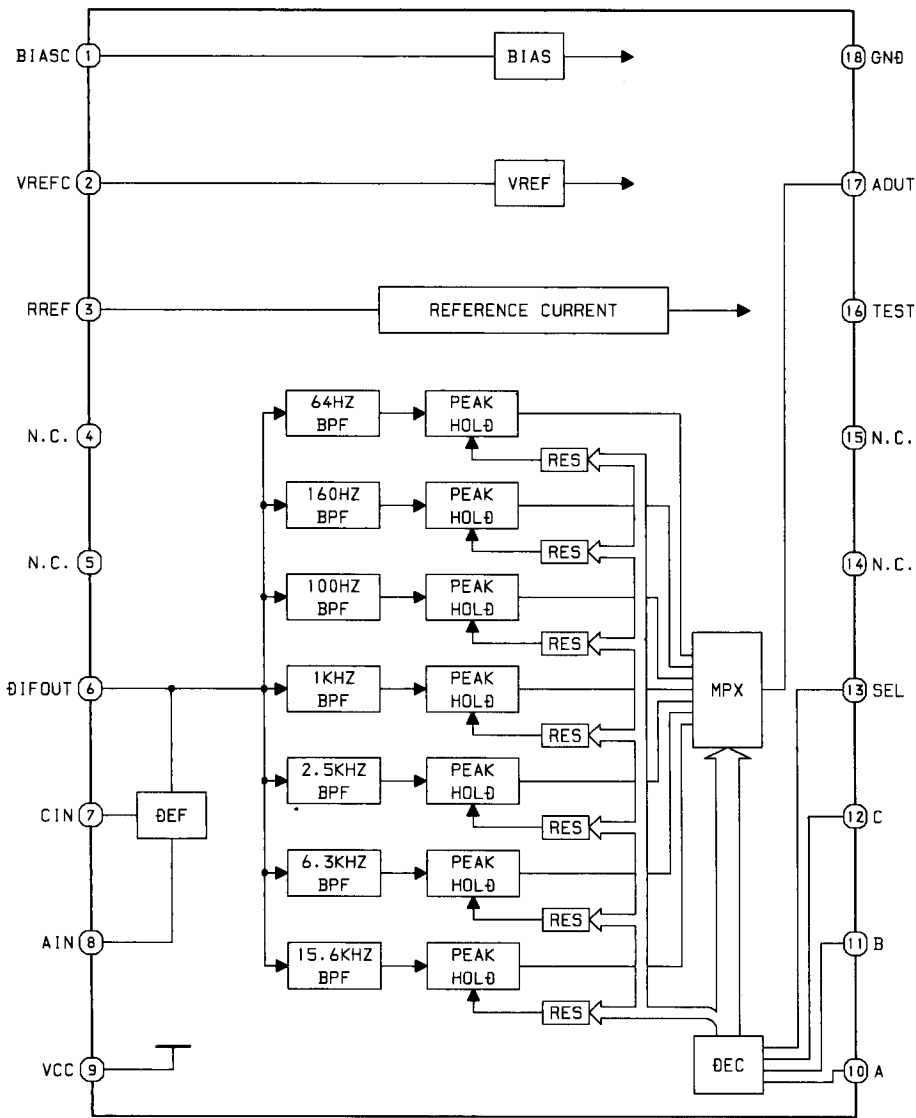 BIASC 1 BIAS 18 GND
VREFC 2 VREF 17 AOUT
RREF 3 REFERENCE CURRENT 16 TEST
64HZ BPF
PEAK HOLD
N.C. 4 15 N.C.
RES
160HZ BPF
PEAK HOLD
RES
N.C. 5 14 N.C.
100HZ BPF
PEAK HOLD
RES
DIFOUT 6 13 SEL
1KHZ BPF
PEAK HOLD
MPX
RES
2.5KHZ BPF
PEAK HOLD
CIN 7 DEF 12 C
RES
6.3KHZ BPF
PEAK HOLD
RES
AIN 8 11 B
15.6KHZ BPF
PEAK HOLD
RES
VCC 9 DEC 10 A